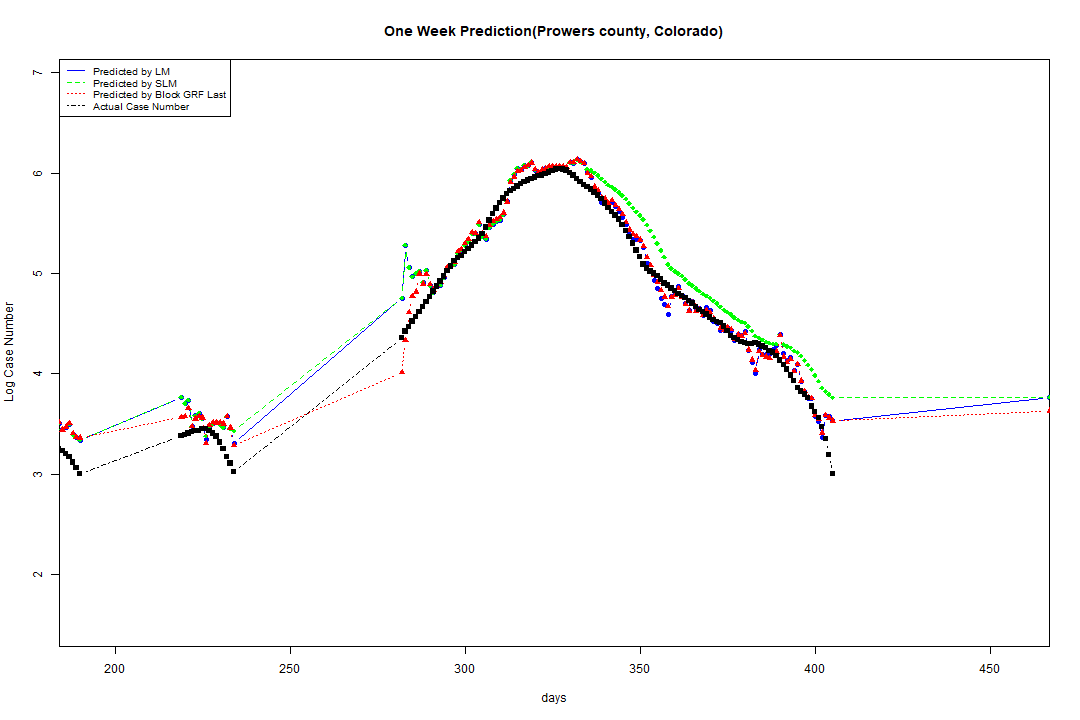 One Week Prediction(Prowers county, Colorado)
Predicted by LM
Predicted by SLM
Predicted by Block GRF Last
Actual Case Number
7
6
5
4
3
2
Log Case Number
200 250 300 350 400 450
days